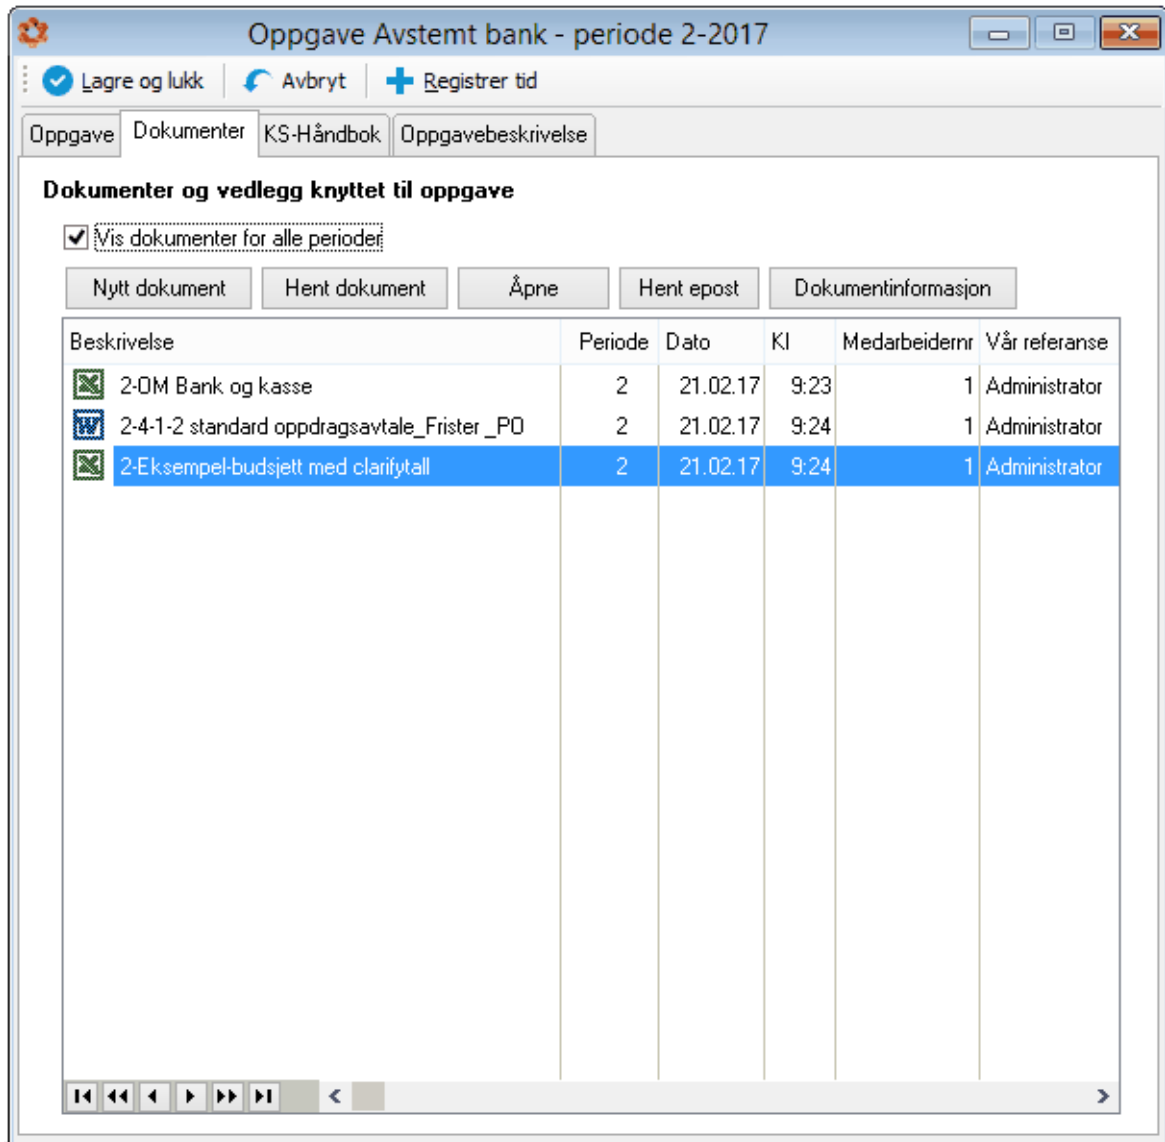 Oppgave Avstemt bank - periode 2-2017
Lagre og lukk Avbryt Registrer tid
Oppgave Dokumenter KS-Håndbok Oppgavebeskrivelse
Dokumenter og vedlegg knyttet til oppgave
Vis dokumenter for alle perioder
Nytt dokument Hent dokument Åpne Hent epost Dokumentinformasjon
Beskrivelse Periode Dato Kl Medarbeidernr Vår referanse
2-OM Bank og kasse 2 21.02.17 9:23 1 Administrator
2-4-1-2 standard oppdragsavtale_Frister _PO 2 21.02.17 9:24 1 Administrator
2-Eksempel-budsjett med clarifytall 2 21.02.17 9:24 1 Administrator